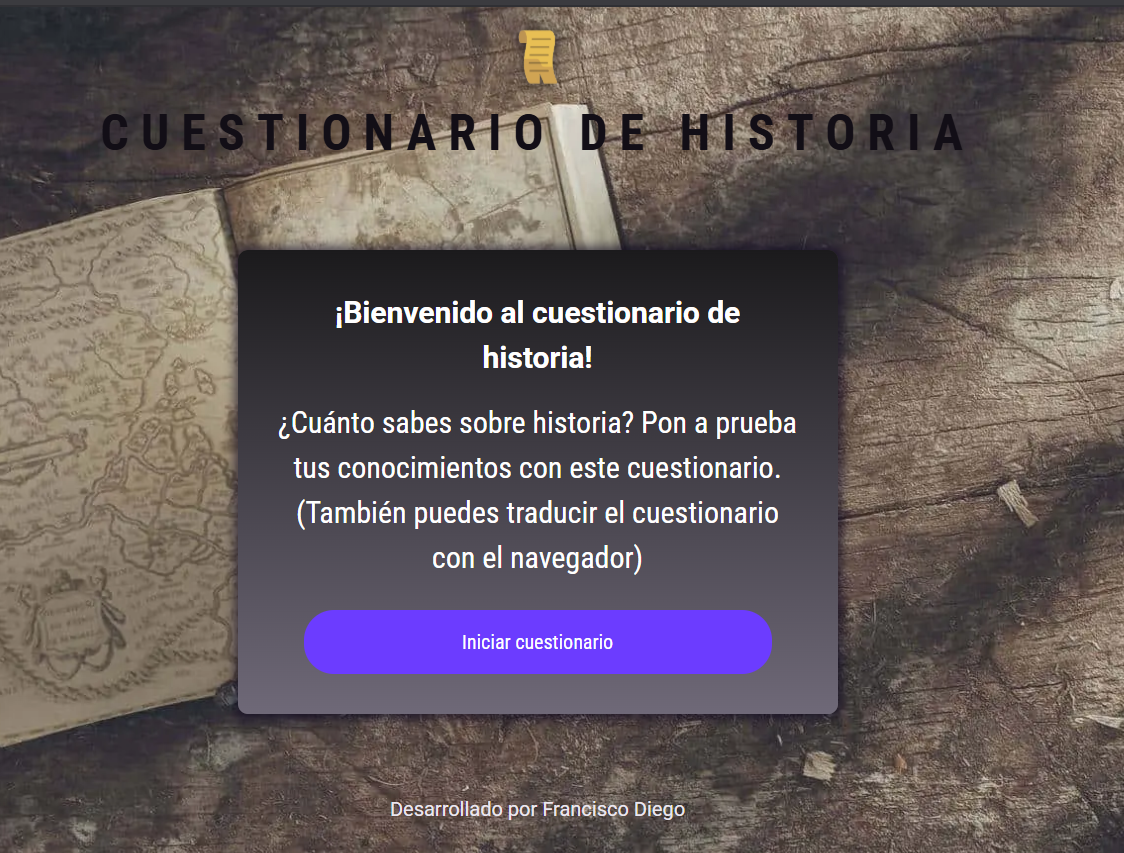 CUESTIONARIO DE HISTORIA
¡Bienvenido al cuestionario de
historia!
¿Cuánto sabes sobre historia? Pon a prueba
tus conocimientos con este cuestionario.
(También puedes traducir el cuestionario
con el navegador)
Iniciar cuestionario
Desarrollado por Francisco Diego